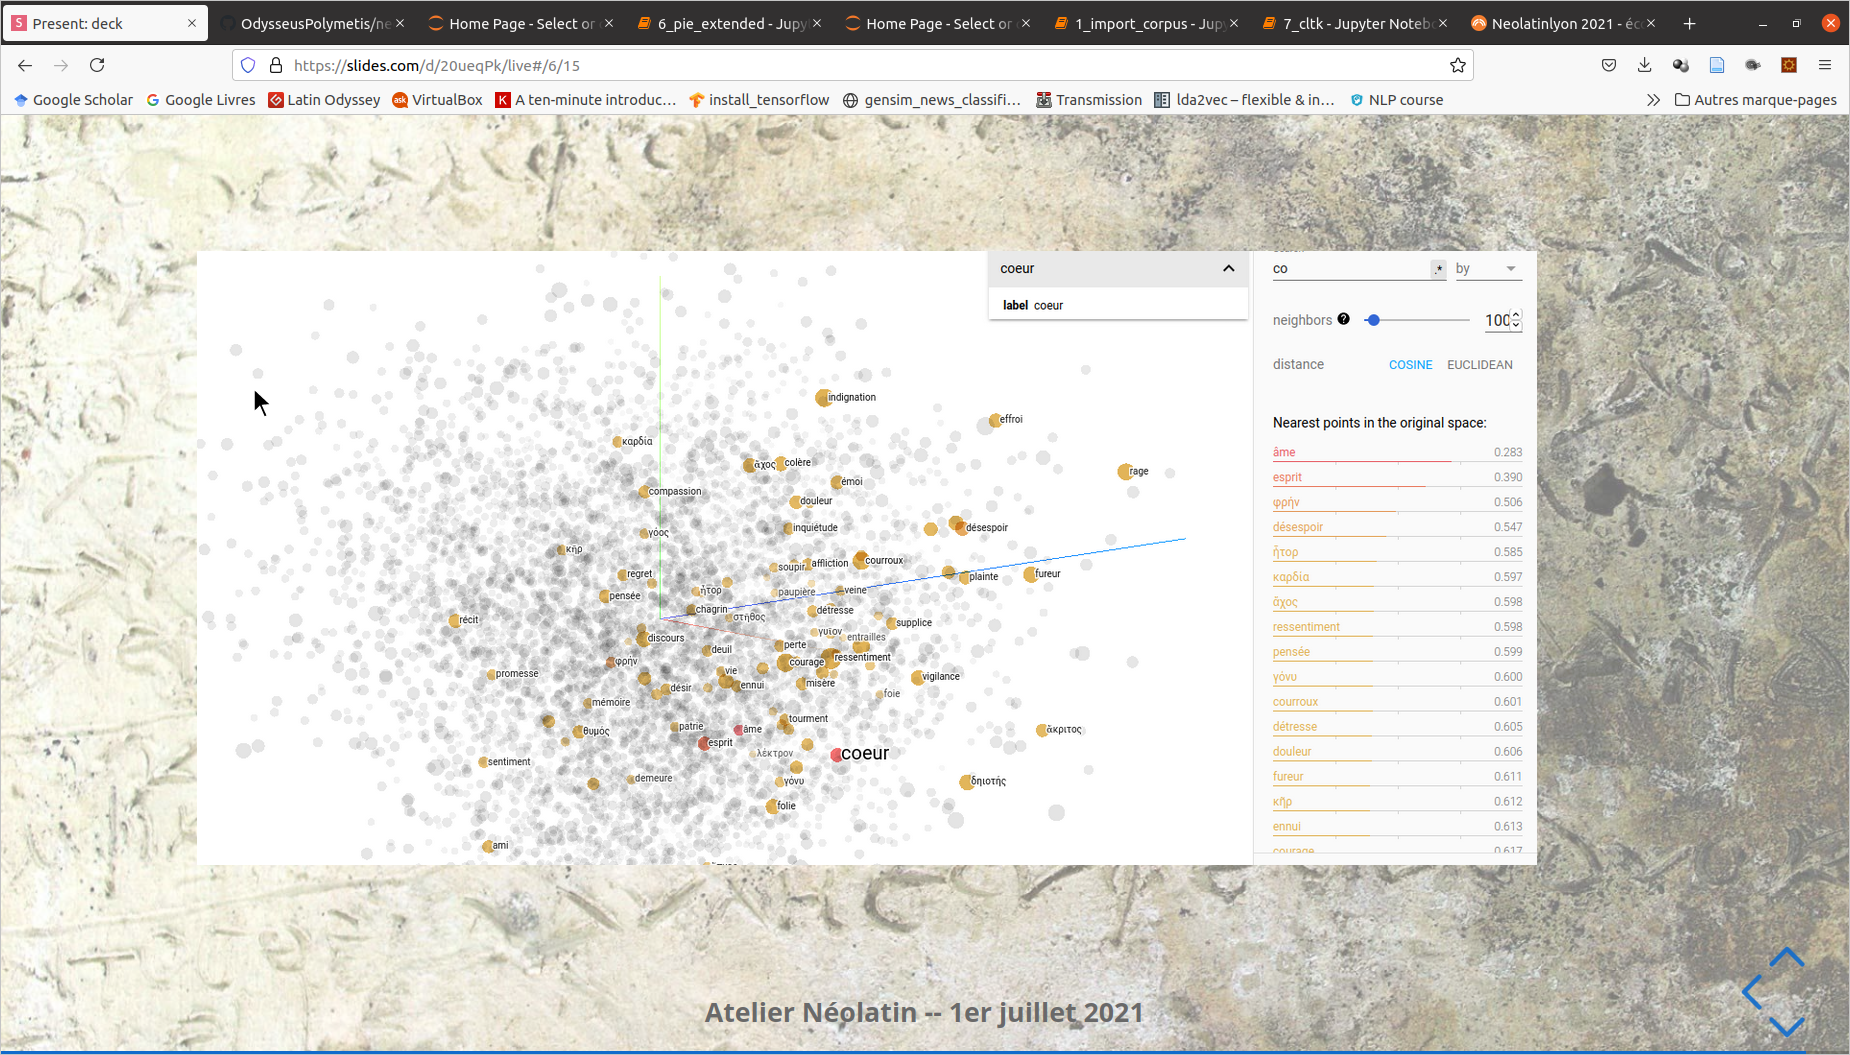 Present: deck
OdysseusPolymetis/ne
Home Page - Select or c
6_pie_extended - Jupy
Home Page - Select or c
1_import_corpus - Jup
7_cltk - Jupyter Notebo
Neolatinlyon 2021 - éc
https://slides.com/d/20ueqPk/live#/6/15
Google Scholar
Google Livres
Latin Odyssey
VirtualBox
A ten-minute introduc…
install_tensorflow
gensim_news_classifi…
Transmission
lda2vec – flexible & in…
NLP course
Autres marque-pages
coeur
label coeur
co
.*
by
neighbors
100
distance
COSINE
EUCLIDEAN
Nearest points in the original space:
âme 0.283
esprit 0.390
φρήν 0.506
désespoir 0.547
ἦτορ 0.585
καρδία 0.597
ἄχος 0.598
ressentiment 0.598
pensée 0.599
γόνυ 0.600
courroux 0.601
détresse 0.605
douleur 0.606
fureur 0.611
κῆρ 0.612
ennui 0.613
courage 0.617
indignation
effroi
καρδία
ἄχος
colère
rage
émoi
compassion
douleur
inquiétude
désespoir
γόος
κῆρ
courroux
soupir
affliction
regret
plainte
fureur
ἦτορ
paupière
veine
pensée
chagrin
στῆθος
détresse
récit
supplice
γυῖον
entrailles
discours
perte
deuil
courage
ressentiment
φρήν
vie
promesse
vigilance
ennui
misère
désir
foie
mémoire
tourment
patrie
âme
ἄκριτος
θυμός
esprit
λέκτρον
coeur
sentiment
demeure
γόνυ
δηιοτής
folie
ami
Atelier Néolatin -- 1er juillet 2021